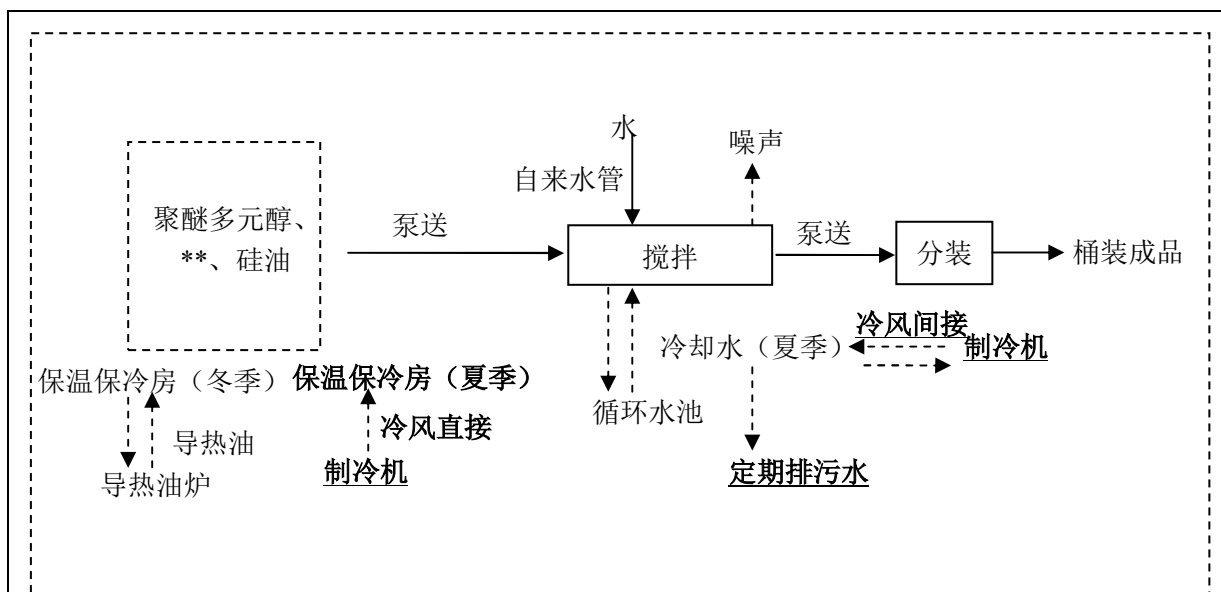 水
噪声
自来水管
聚醚多元醇、
**、硅油
泵送
搅拌
泵送
分装
桶装成品
冷风间接
冷却水（夏季）
制冷机
保温保冷房（冬季）
保温保冷房（夏季）
循环水池
冷风直接
导热油
导热油炉
制冷机
定期排污水